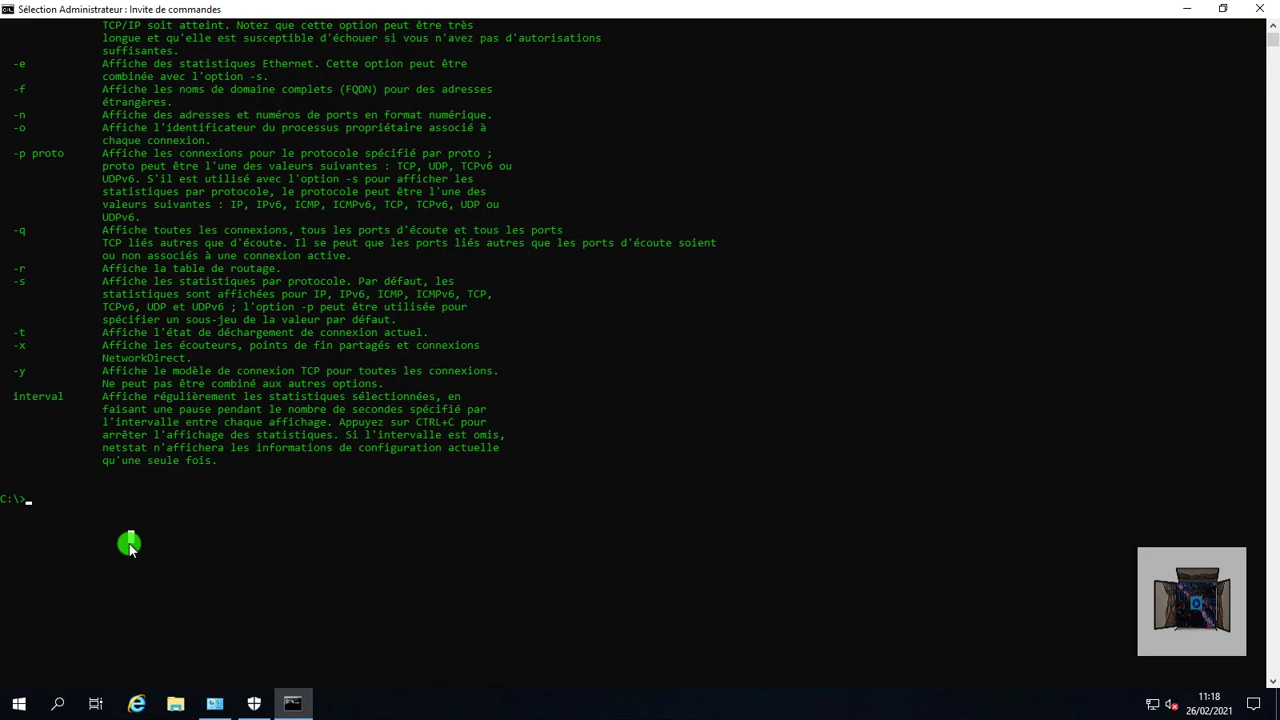 Sélection Administrateur : Invite de commandes
TCP/IP soit atteint. Notez que cette option peut être très
longue et qu'elle est susceptible d'échouer si vous n'avez pas d'autorisations
suffisantes.
-e Affiche des statistiques Ethernet. Cette option peut être
combinée avec l'option -s.
-f Affiche les noms de domaine complets (FQDN) pour des adresses
étrangères.
-n Affiche des adresses et numéros de ports en format numérique.
-o Affiche l'identificateur du processus propriétaire associé à
chaque connexion.
-p proto Affiche les connexions pour le protocole spécifié par proto ;
proto peut être l'une des valeurs suivantes : TCP, UDP, TCPv6 ou
UDPv6. S'il est utilisé avec l'option -s pour afficher les
statistiques par protocole, le protocole peut être l'une des
valeurs suivantes : IP, IPv6, ICMP, ICMPv6, TCP, TCPv6, UDP ou
UDPv6.
-q Affiche toutes les connexions, tous les ports d'écoute et tous les ports
TCP liés autres que d'écoute. Il se peut que les ports liés autres que les ports d'écoute soient
ou non associés à une connexion active.
-r Affiche la table de routage.
-s Affiche les statistiques par protocole. Par défaut, les
statistiques sont affichées pour IP, IPv6, ICMP, ICMPv6, TCP,
TCPv6, UDP et UDPv6 ; l'option -p peut être utilisée pour
spécifier un sous-jeu de la valeur par défaut.
-t Affiche l'état de déchargement de connexion actuel.
-x Affiche les écouteurs, points de fin partagés et connexions
NetworkDirect.
-y Affiche le modèle de connexion TCP pour toutes les connexions.
Ne peut pas être combiné aux autres options.
interval Affiche régulièrement les statistiques sélectionnées, en
faisant une pause pendant le nombre de secondes spécifié par
l'intervalle entre chaque affichage. Appuyez sur CTRL+C pour
arrêter l'affichage des statistiques. Si l'intervalle est omis,
netstat n'affichera les informations de configuration actuelle
qu'une seule fois.
C:\>
11:18
26/02/2021